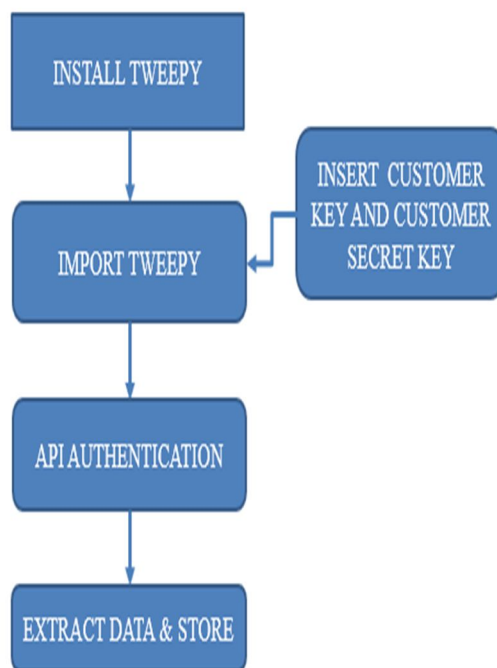 INSTALL TWEEPY
INSERT CUSTOMER
KEY AND CUSTOMER
SECRET KEY
IMPORT TWEEPY
API AUTHENTICATION
EXTRACT DATA & STORE